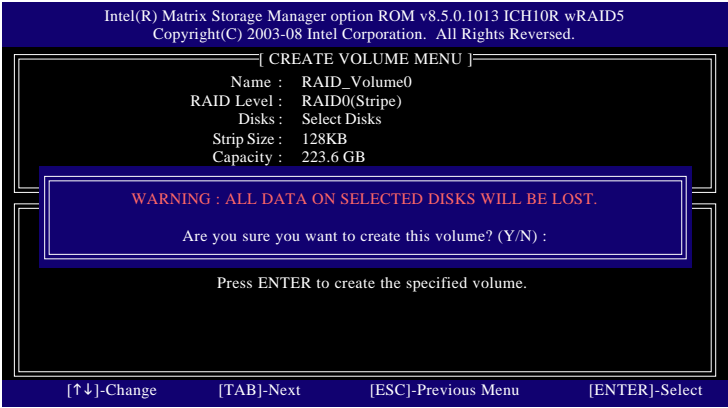 Intel(R) Matrix Storage Manager option ROM v8.5.0.1013 ICH10R wRAID5
Copyright(C) 2003-08 Intel Corporation. All Rights Reversed.
[ CREATE VOLUME MENU ]
Name : RAID_Volume0
RAID Level : RAID0(Stripe)
Disks : Select Disks
Strip Size : 128KB
Capacity : 223.6 GB
WARNING : ALL DATA ON SELECTED DISKS WILL BE LOST.
Are you sure you want to create this volume? (Y/N) :
Press ENTER to create the specified volume.
[↑↓]-Change [TAB]-Next [ESC]-Previous Menu [ENTER]-Select